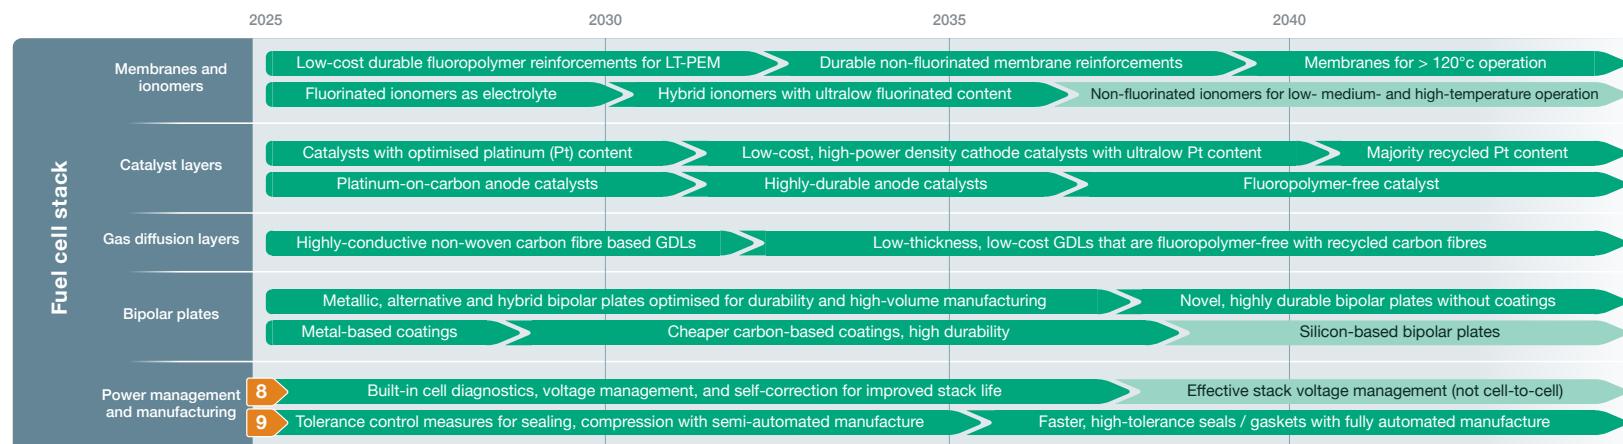 2025 2030 2035 2040
Fuel cell stack
Membranes and
ionomers
Low-cost durable fluoropolymer reinforcements for LT-PEM
Durable non-fluorinated membrane reinforcements
Membranes for > 120°c operation
Fluorinated ionomers as electrolyte
Hybrid ionomers with ultralow fluorinated content
Non-fluorinated ionomers for low- medium- and high-temperature operation
Catalyst layers
Catalysts with optimised platinum (Pt) content
Low-cost, high-power density cathode catalysts with ultralow Pt content
Majority recycled Pt content
Platinum-on-carbon anode catalysts
Highly-durable anode catalysts
Fluoropolymer-free catalyst
Gas diffusion layers
Highly-conductive non-woven carbon fibre based GDLs
Low-thickness, low-cost GDLs that are fluoropolymer-free with recycled carbon fibres
Bipolar plates
Metallic, alternative and hybrid bipolar plates optimised for durability and high-volume manufacturing
Novel, highly durable bipolar plates without coatings
Metal-based coatings
Cheaper carbon-based coatings, high durability
Silicon-based bipolar plates
Power management
and manufacturing
8
Built-in cell diagnostics, voltage management, and self-correction for improved stack life
Effective stack voltage management (not cell-to-cell)
9
Tolerance control measures for sealing, compression with semi-automated manufacture
Faster, high-tolerance seals / gaskets with fully automated manufacture